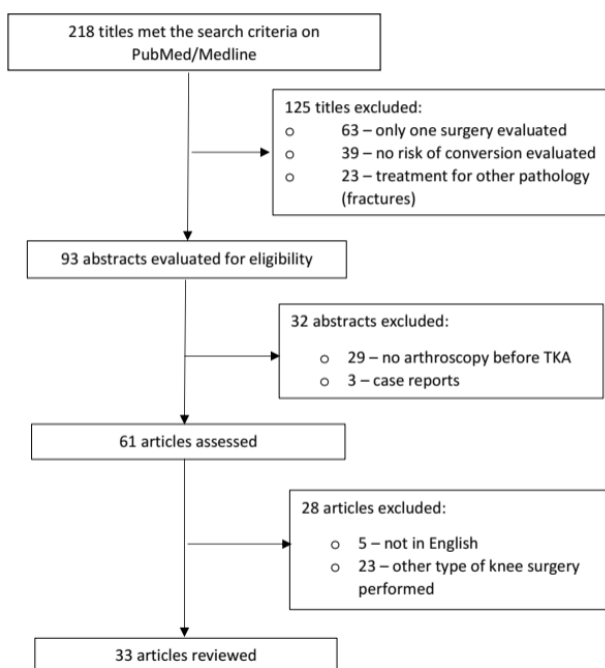 218 titles met the search criteria on
PubMed/Medline
125 titles excluded:
o 63 – only one surgery evaluated
o 39 – no risk of conversion evaluated
o 23 – treatment for other pathology
(fractures)
93 abstracts evaluated for eligibility
32 abstracts excluded:
o 29 – no arthroscopy before TKA
o 3 – case reports
61 articles assessed
28 articles excluded:
o 5 – not in English
o 23 – other type of knee surgery
performed
33 articles reviewed